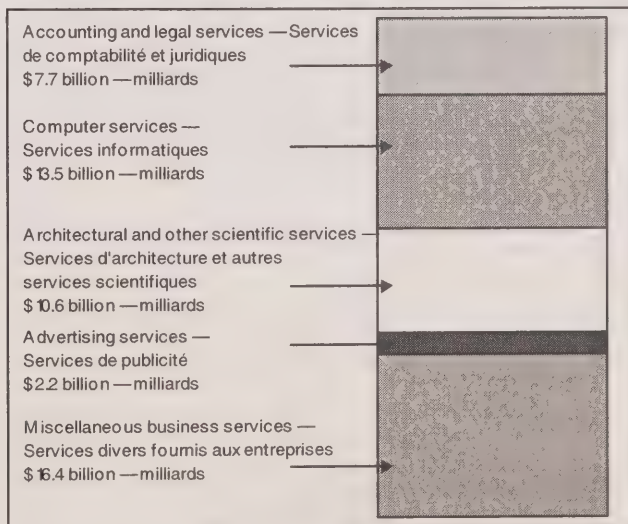 Accounting and legal services — Services
de comptabilité et juridiques
$7.7 billion — milliards
Computer services —
Services informatiques
$13.5 billion — milliards
Architectural and other scientific services —
Services d'architecture et autres
services scientifiques
$10.6 billion — milliards
Advertising services —
Services de publicité
$2.2 billion — milliards
Miscellaneous business services —
Services divers fournis aux entreprises
$16.4 billion — milliards